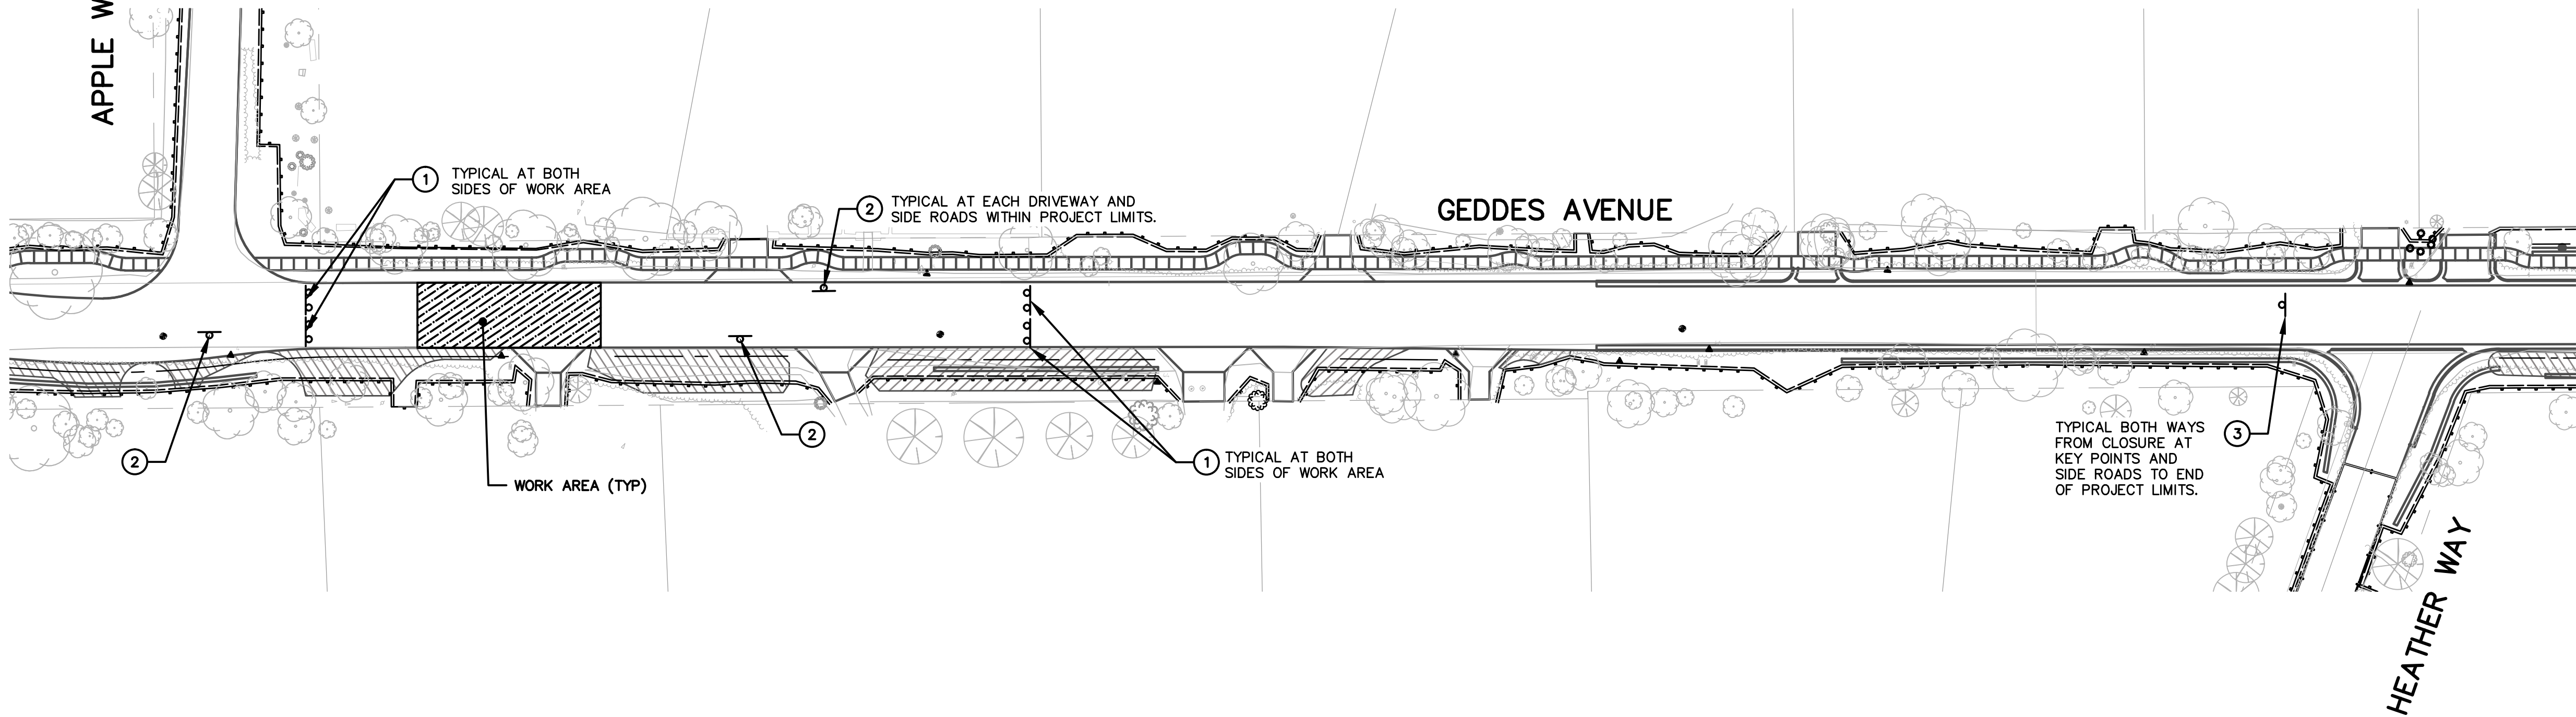 APPLE W
1
TYPICAL AT BOTH
SIDES OF WORK AREA
2
TYPICAL AT EACH DRIVEWAY AND
SIDE ROADS WITHIN PROJECT LIMITS.
GEDDES AVENUE
2
WORK AREA (TYP)
2
1
TYPICAL AT BOTH
SIDES OF WORK AREA
TYPICAL BOTH WAYS
FROM CLOSURE AT
KEY POINTS AND
SIDE ROADS TO END
OF PROJECT LIMITS.
3
HEATHER WAY